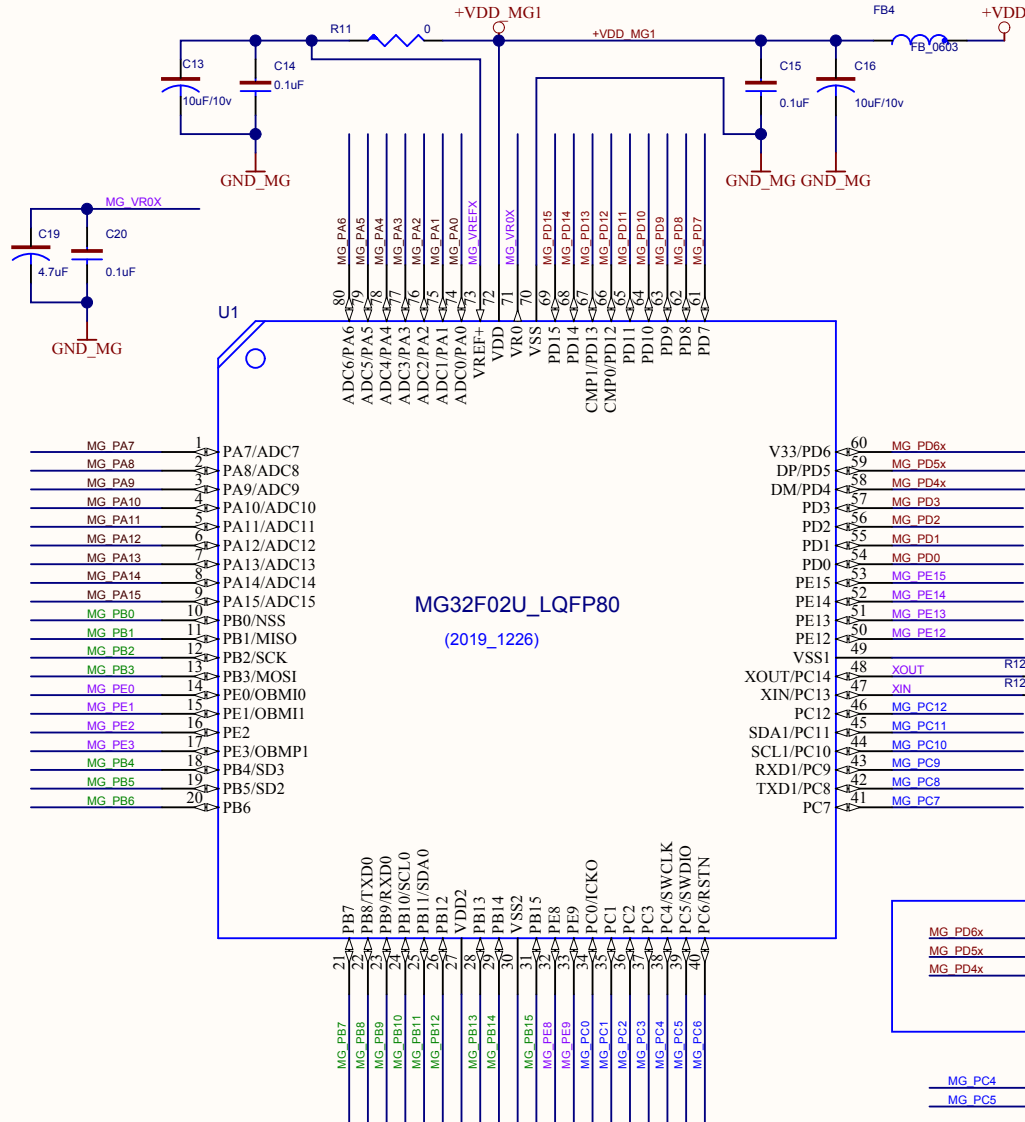 +VDD_MG1
FB4
+VDD
R11
0
+VDD_MG1
FB_0603
C13
10uF/10v
C14
0.1uF
C15
0.1uF
C16
10uF/10v
GND_MG
GND_MG
GND_MG
MG_VR0X
C19
4.7uF
C20
0.1uF
GND_MG
MG_PA6
MG_PA5
MG_PA4
MG_PA3
MG_PA2
MG_PA1
MG_PA0
MG_VREFX
MG_VR0X
MG_PD15
MG_PD14
MG_PD13
MG_PD12
MG_PD11
MG_PD10
MG_PD9
MG_PD8
MG_PD7
80
79
78
77
76
75
74
73
72
71
70
69
68
67
66
65
64
63
62
61
U1
ADC6/PA6
ADC5/PA5
ADC4/PA4
ADC3/PA3
ADC2/PA2
ADC1/PA1
ADC0/PA0
VREF+
VDD
VR0
VSS
PD15
PD14
CMP1/PD13
CMP0/PD12
PD11
PD10
PD9
PD8
PD7
MG_PA7 1 PA7/ADC7
MG_PA8 2 PA8/ADC8
MG_PA9 3 PA9/ADC9
MG_PA10 4 PA10/ADC10
MG_PA11 5 PA11/ADC11
MG_PA12 6 PA12/ADC12
MG_PA13 7 PA13/ADC13
MG_PA14 8 PA14/ADC14
MG_PA15 9 PA15/ADC15
MG_PB0 10 PB0/NSS
MG_PB1 11 PB1/MISO
MG_PB2 12 PB2/SCK
MG_PB3 13 PB3/MOSI
MG_PE0 14 PE0/OBMI0
MG_PE1 15 PE1/OBMI1
MG_PE2 16 PE2
MG_PE3 17 PE3/OBMP1
MG_PB4 18 PB4/SD3
MG_PB5 19 PB5/SD2
MG_PB6 20 PB6
MG32F02U_LQFP80
(2019_1226)
V33/PD6 60 MG_PD6x
DP/PD5 59 MG_PD5x
DM/PD4 58 MG_PD4x
PD3 57 MG_PD3
PD2 56 MG_PD2
PD1 55 MG_PD1
PD0 54 MG_PD0
PE15 53 MG_PE15
PE14 52 MG_PE14
PE13 51 MG_PE13
PE12 50 MG_PE12
VSS1 49
XOUT/PC14 48 XOUT R12
XIN/PC13 47 XIN R12
PC12 46 MG_PC12
SDA1/PC11 45 MG_PC11
SCL1/PC10 44 MG_PC10
RXD1/PC9 43 MG_PC9
TXD1/PC8 42 MG_PC8
PC7 41 MG_PC7
PB7
PB8/TXD0
PB9/RXD0
PB10/SCL0
PB11/SDA0
PB12
VDD2
PB13
PB14
VSS2
PB15
PE8
PE9
PC0/ICKO
PC1
PC2
PC3
PC4/SWCLK
PC5/SWDIO
PC6/RSTN
21
22
23
24
25
26
27
28
29
30
31
32
33
34
35
36
37
38
39
40
MG_PB7
MG_PB8
MG_PB9
MG_PB10
MG_PB11
MG_PB12
MG_PB13
MG_PB14
MG_PB15
MG_PE8
MG_PE9
MG_PC0
MG_PC1
MG_PC2
MG_PC3
MG_PC4
MG_PC5
MG_PC6
MG_PD6x
MG_PD5x
MG_PD4x
MG_PC4
MG_PC5